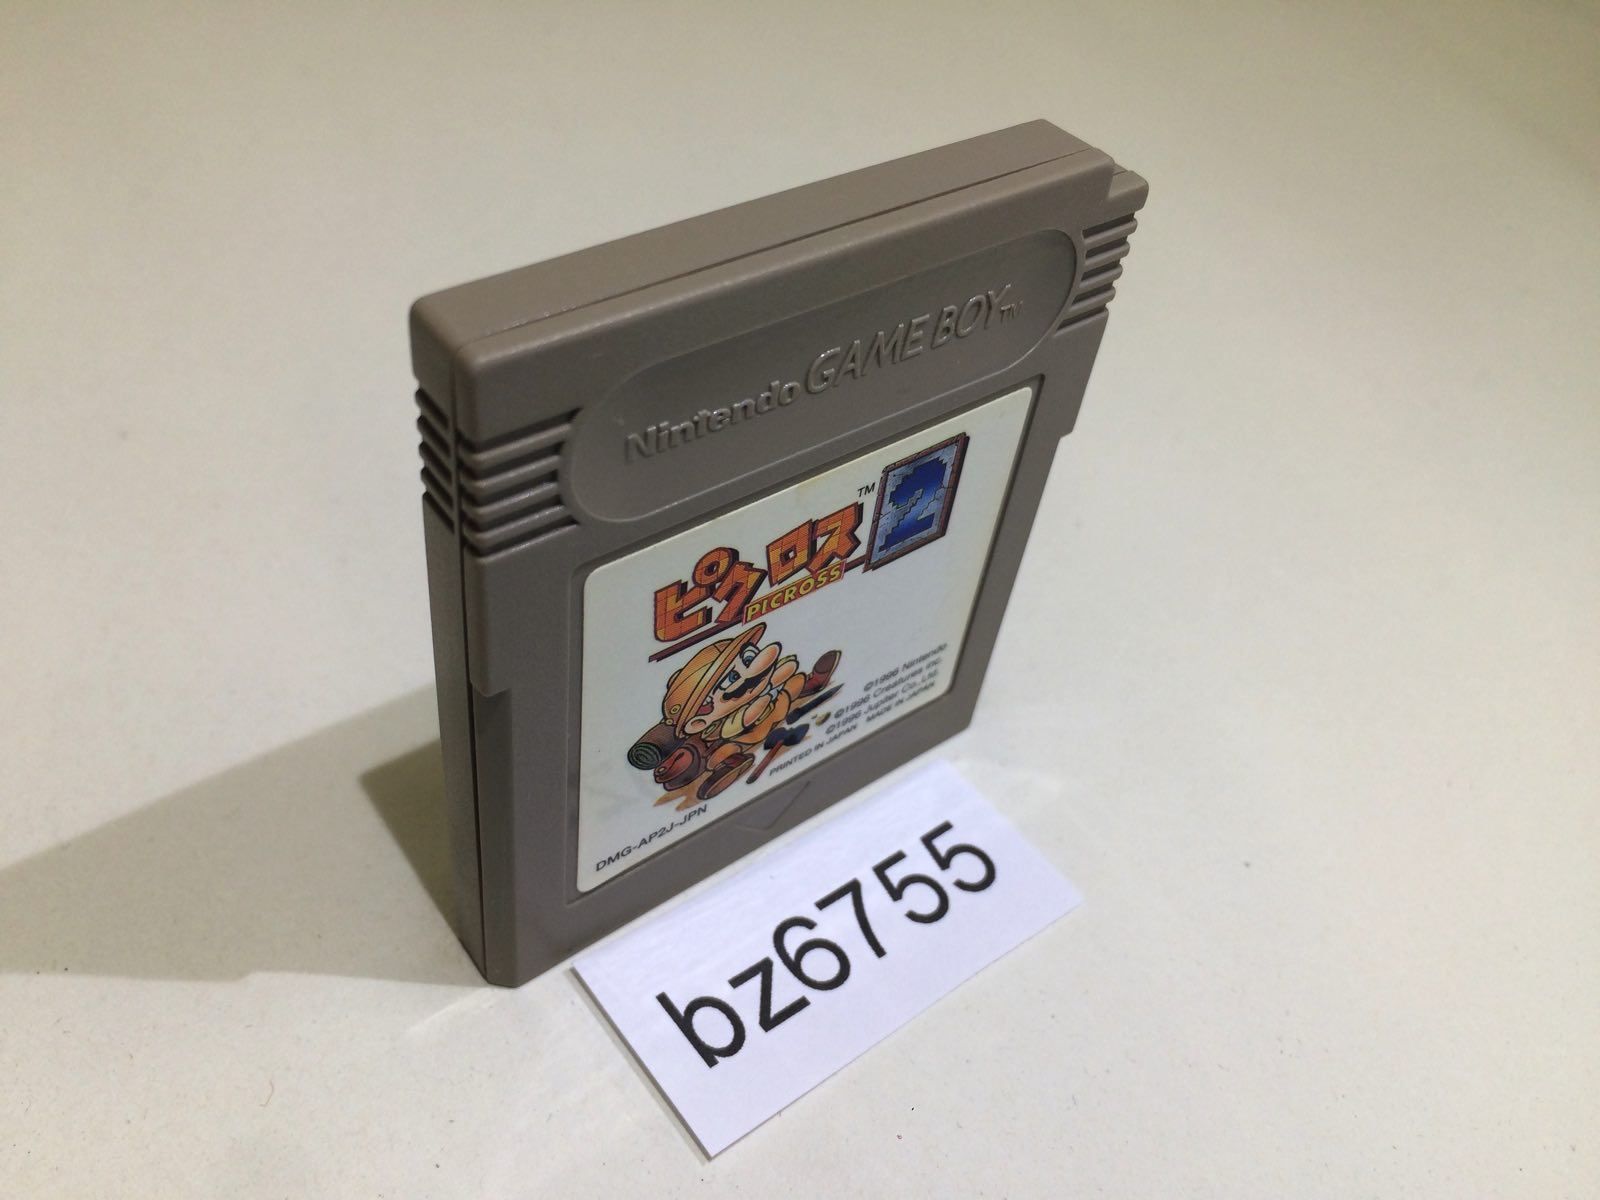 Nintendo GAME BOY™
ピクロス™ 2
PICROSS
©1996 Nintendo
©1996 Creatures inc.
©1996 Jupiter Co., Ltd.
PRINTED IN JAPAN MADE IN JAPAN
DMG-AP2J-JPN
bz6755